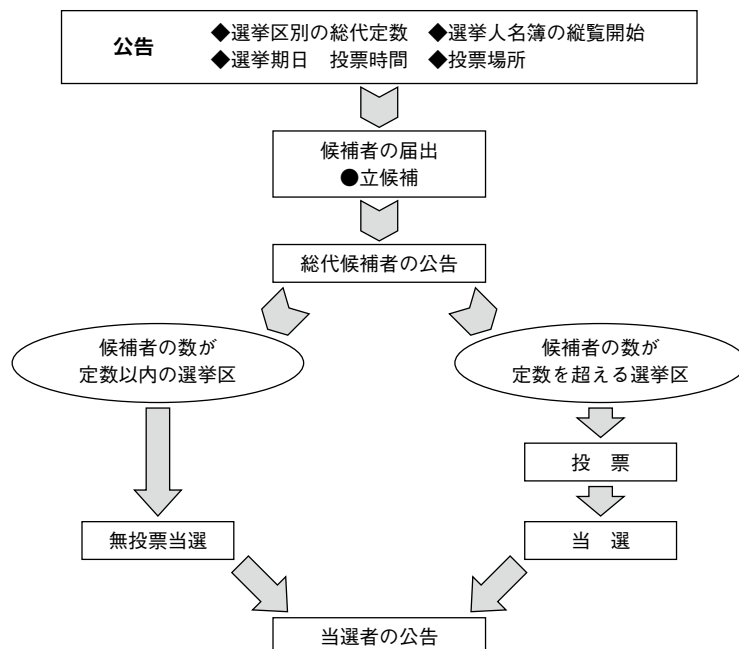 公告
◆選挙区別の総代定数　◆選挙人名簿の縦覧開始
◆選挙期日　投票時間　◆投票場所
候補者の届出
●立候補
総代候補者の公告
候補者の数が
定数以内の選挙区
候補者の数が
定数を超える選挙区
投　票
無投票当選
当　選
当選者の公告